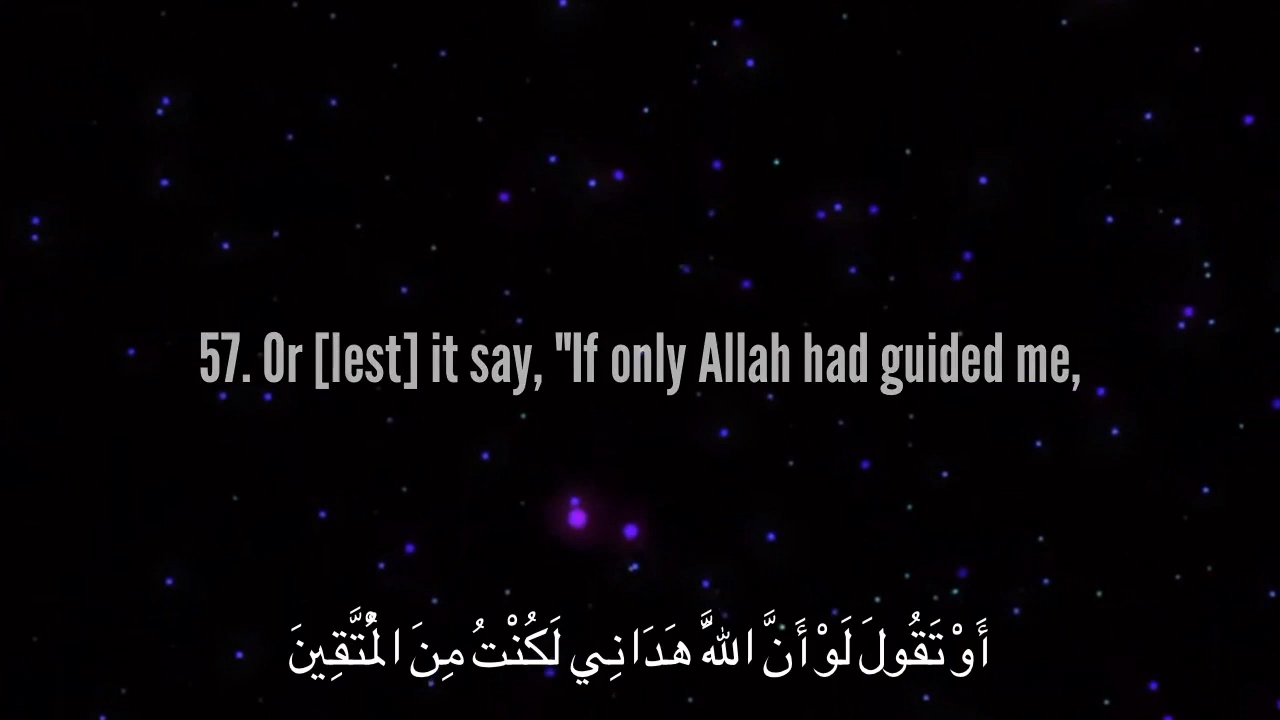 57. Or [lest] it say, "If only Allah had guided me,
أَوْ تَقُولَ لَوْ أَنَّ اللَّهَ هَدَانِي لَكُنْتُ مِنَ الْمُتَّقِينَ